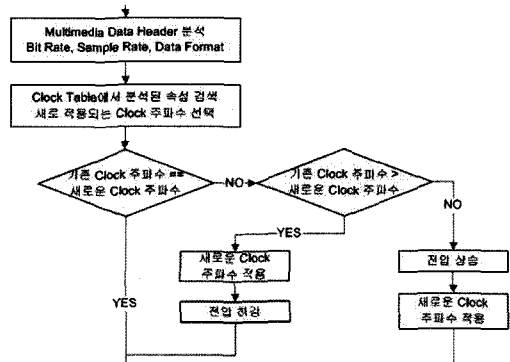 Multimedia Data Header 분석
Bit Rate, Sample Rate, Data Format
Clock Table에서 분석된 속성 검색
새로 적용되는 Clock 주파수 선택
기존 Clock 주파수 ==
새로운 Clock 주파수
NO
기존 Clock 주파수 >
새로운 Clock 주파수
NO
YES
새로운 Clock
주파수 적용
전압 상승
YES
전압 하강
새로운 Clock
주파수 적용